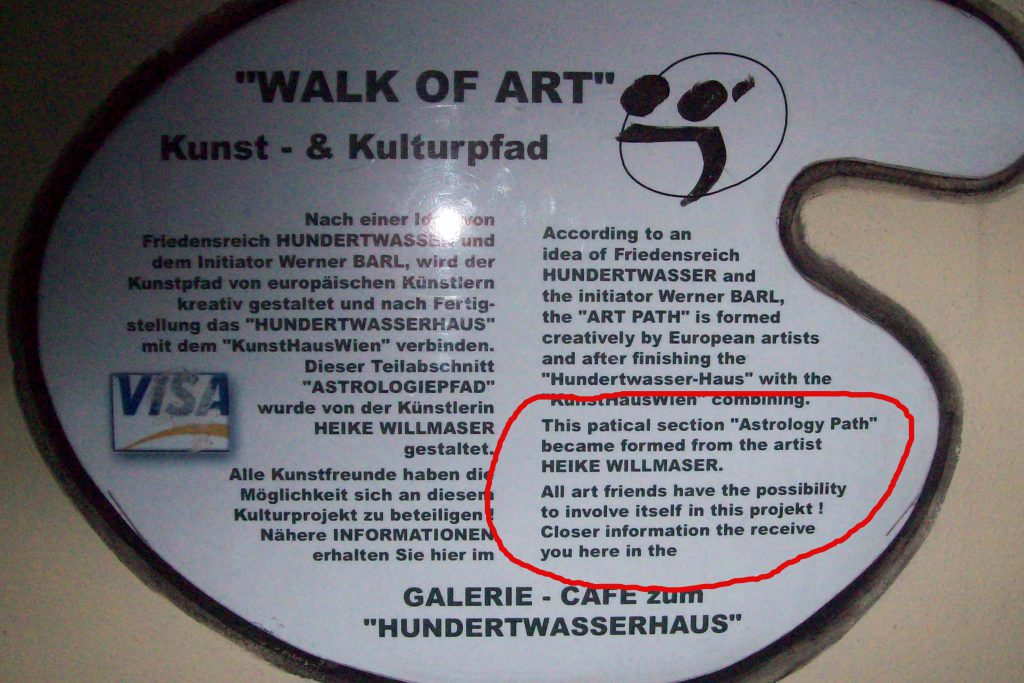 "WALK OF ART"
Kunst - & Kulturpfad
Nach einer Idee von
Friedensreich HUNDERTWASSER und
dem Initiator Werner BARL, wird der
Kunstpfad von europäischen Künstlern
kreativ gestaltet und nach Fertig-
stellung das "HUNDERTWASSERHAUS"
mit dem "KunstHausWien" verbinden.
Dieser Teilabschnitt
"ASTROLOGIEPFAD"
wurde von der Künstlerin
HEIKE WILLMASER
gestaltet.
Alle Kunstfreunde haben die
Möglichkeit sich an diesem
Kulturprojekt zu beteiligen !
Nähere INFORMATIONEN
erhalten Sie hier im
VISA
According to an
idea of Friedensreich
HUNDERTWASSER and
the initiator Werner BARL,
the "ART PATH" is formed
creatively by European artists
and after finishing the
"Hundertwasser-Haus" with the
"KunstHausWien" combining.
This patical section "Astrology Path"
became formed from the artist
HEIKE WILLMASER.
All art friends have the possibility
to involve itself in this projekt !
Closer information the receive
you here in the
GALERIE - CAFE zum
"HUNDERTWASSERHAUS"